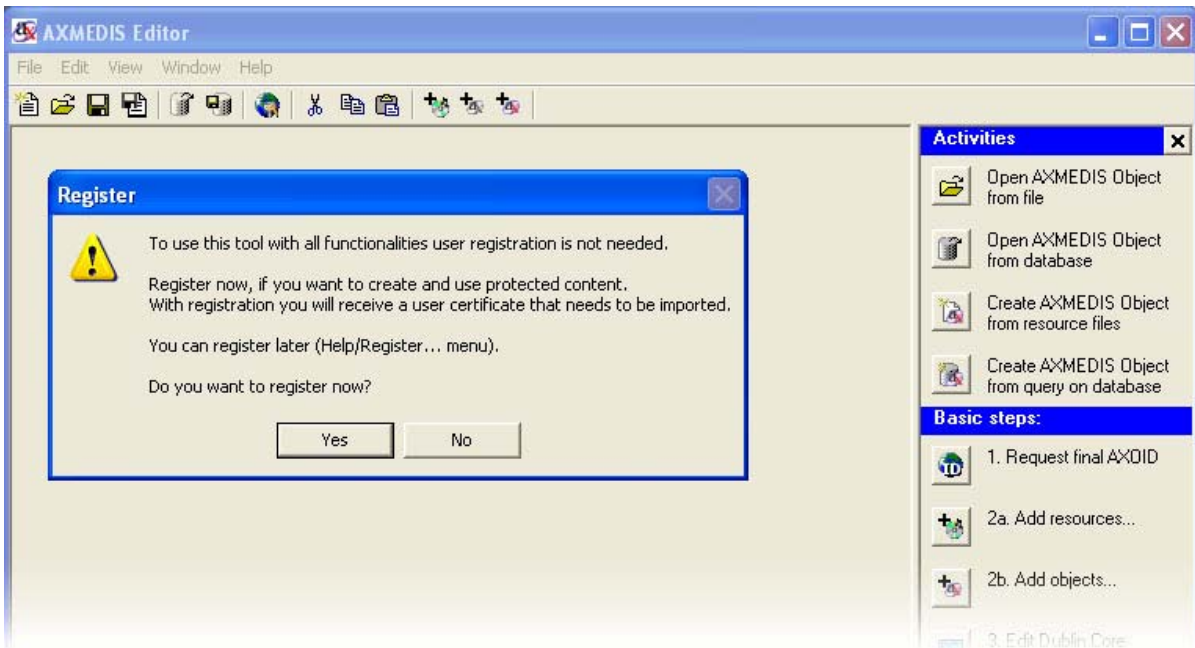 AXMEDIS Editor
File Edit View Window Help
Register
To use this tool with all functionalities user registration is not needed.
Register now, if you want to create and use protected content.
With registration you will receive a user certificate that needs to be imported.
You can register later (Help/Register... menu).
Do you want to register now?
Yes No
Activities
Open AXMEDIS Object
from file
Open AXMEDIS Object
from database
Create AXMEDIS Object
from resource files
Create AXMEDIS Object
from query on database
Basic steps:
1. Request final AXOID
2a. Add resources...
2b. Add objects...
3. Edit Dublin Core